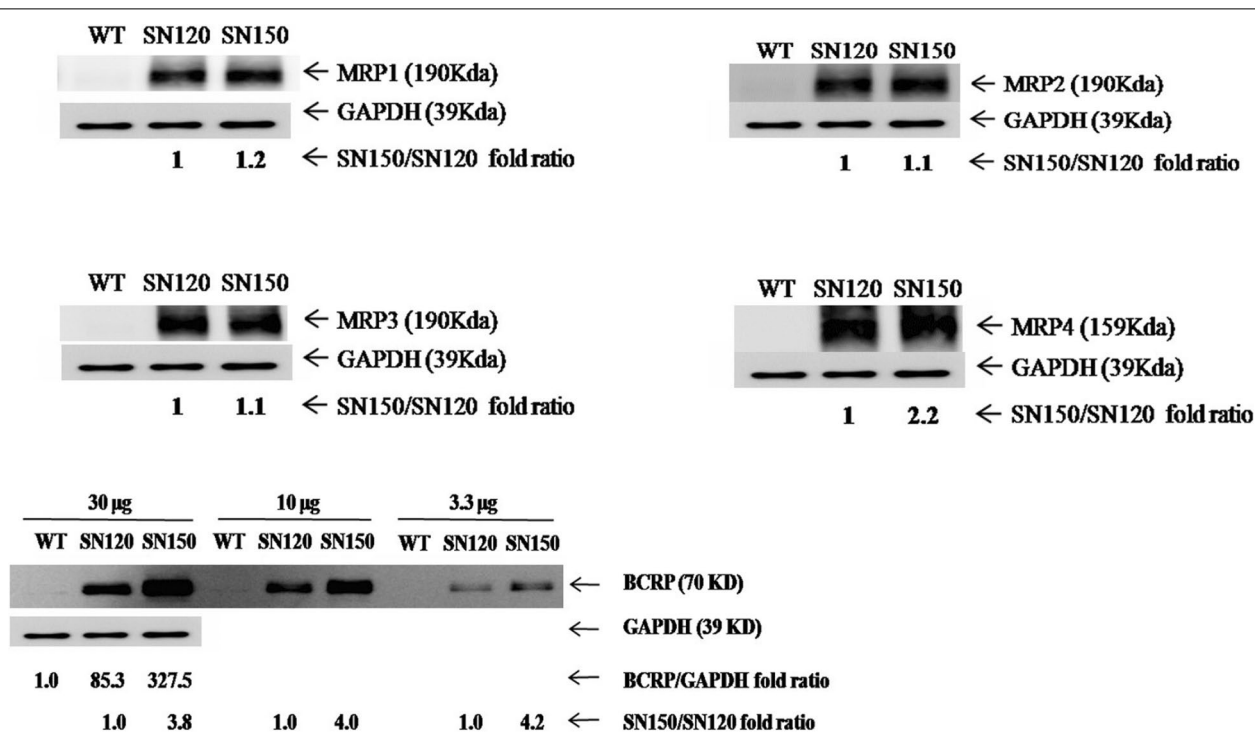 WT SN120 SN150
← MRP1 (190Kda)
← GAPDH (39Kda)
1 1.2 ← SN150/SN120 fold ratio
WT SN120 SN150
← MRP2 (190Kda)
← GAPDH (39Kda)
1 1.1 ← SN150/SN120 fold ratio
WT SN120 SN150
← MRP3 (190Kda)
← GAPDH (39Kda)
1 1.1 ← SN150/SN120 fold ratio
WT SN120 SN150
← MRP4 (159Kda)
← GAPDH (39Kda)
1 2.2 ← SN150/SN120 fold ratio
30 µg 10 µg 3.3 µg
WT SN120 SN150 WT SN120 SN150 WT SN120 SN150
← BCRP (70 KD)
← GAPDH (39 KD)
1.0 85.3 327.5 ← BCRP/GAPDH fold ratio
1.0 3.8 1.0 4.0 1.0 4.2 ← SN150/SN120 fold ratio